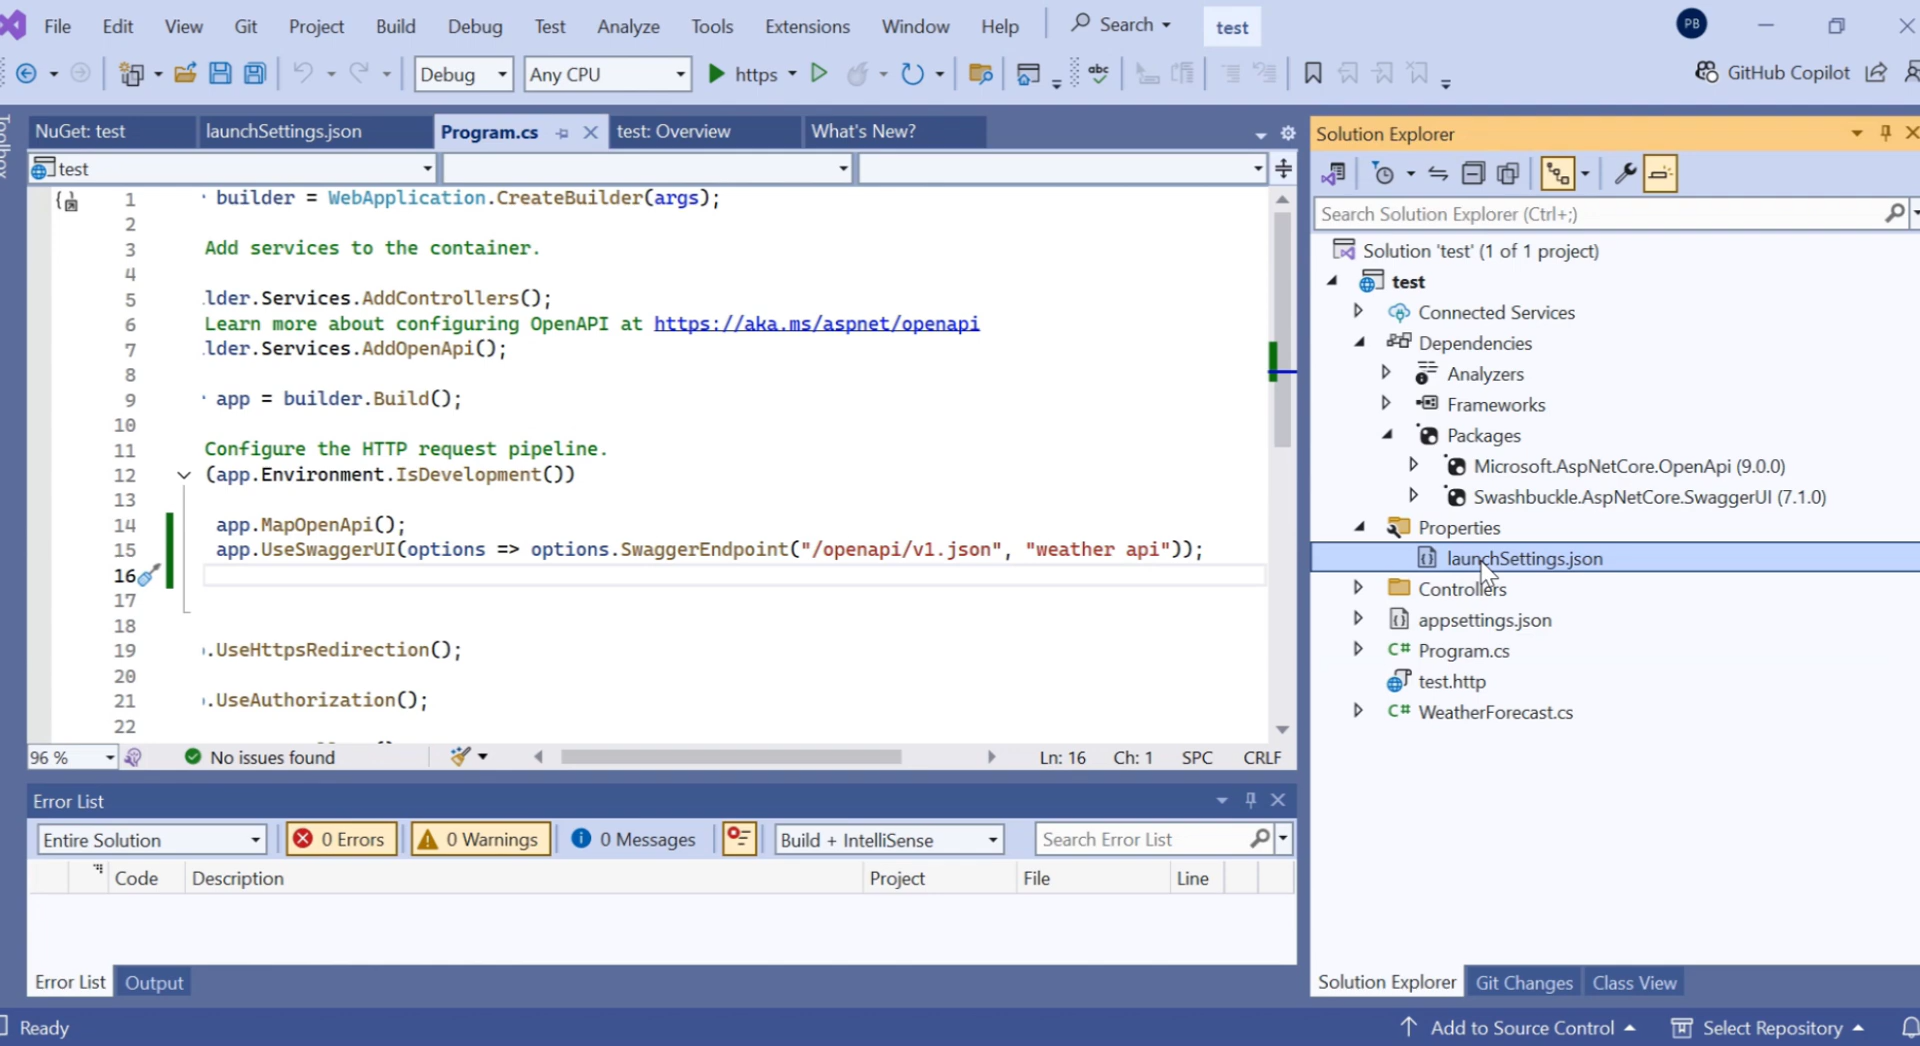 File Edit View Git Project Build Debug Test Analyze Tools Extensions Window Help Search test PB
Debug Any CPU https abc GitHub Copilot
Toolbox
NuGet: test launchSettings.json Program.cs test: Overview What's New?
test
1 builder = WebApplication.CreateBuilder(args);
2
3 Add services to the container.
4
5 lder.Services.AddControllers();
6 Learn more about configuring OpenAPI at https://aka.ms/aspnet/openapi
7 lder.Services.AddOpenApi();
8
9 app = builder.Build();
10
11 Configure the HTTP request pipeline.
12 (app.Environment.IsDevelopment())
13
14 app.MapOpenApi();
15 app.UseSwaggerUI(options => options.SwaggerEndpoint("/openapi/v1.json", "weather api"));
16
17
18
19 .UseHttpsRedirection();
20
21 .UseAuthorization();
22
96 % No issues found Ln: 16 Ch: 1 SPC CRLF
Error List
Entire Solution 0 Errors 0 Warnings 0 Messages Build + IntelliSense Search Error List
Code Description Project File Line
Error List Output
Solution Explorer
Search Solution Explorer (Ctrl+;)
Solution 'test' (1 of 1 project)
test
Connected Services
Dependencies
Analyzers
Frameworks
Packages
Microsoft.AspNetCore.OpenApi (9.0.0)
Swashbuckle.AspNetCore.SwaggerUI (7.1.0)
Properties
launchSettings.json
Controllers
appsettings.json
C# Program.cs
test.http
C# WeatherForecast.cs
Solution Explorer Git Changes Class View
Ready Add to Source Control Select Repository